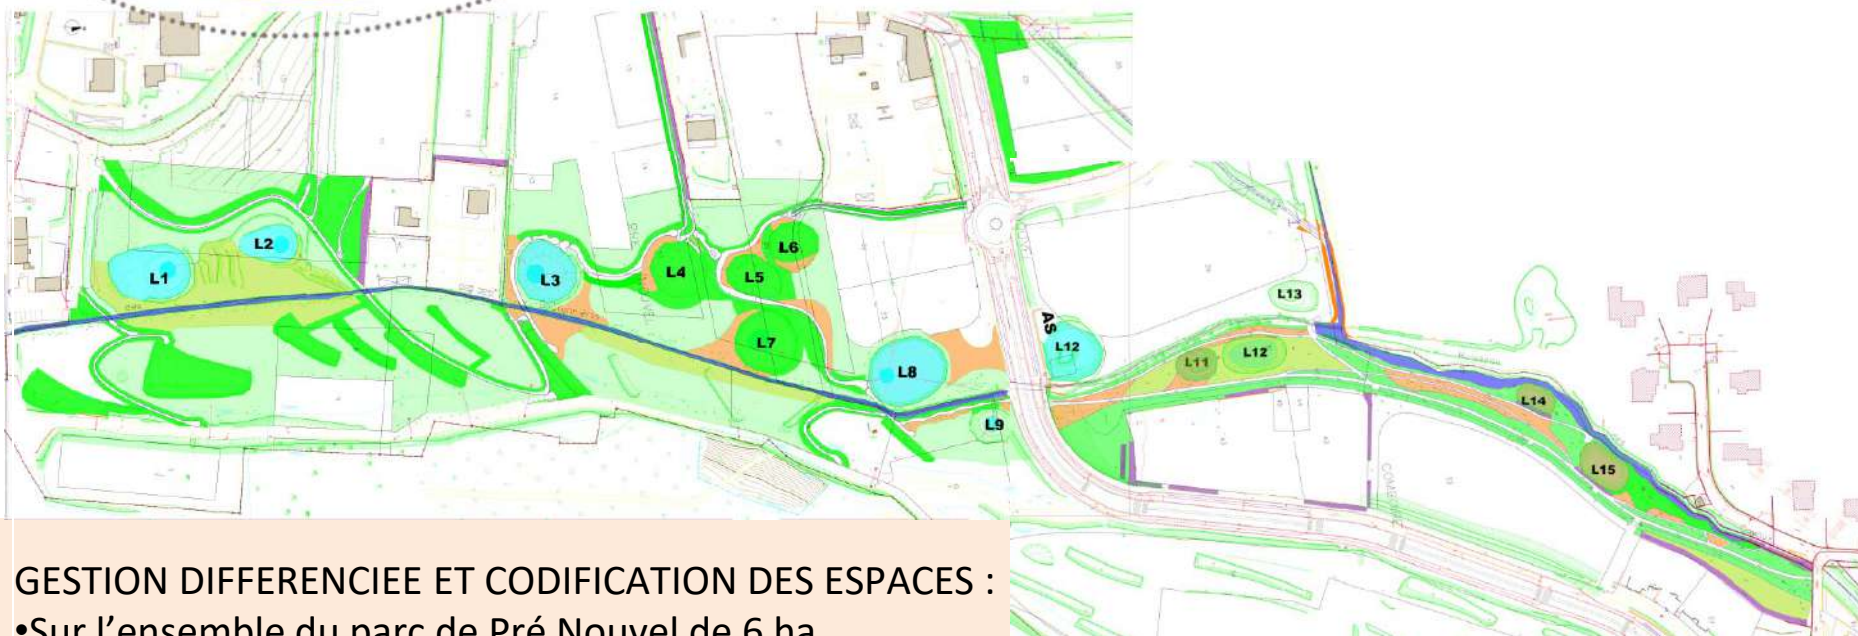 L1
L2
L3
L4
L5
L6
L7
L8
L9
AS
L12
L11
L12
L13
L14
L15
GESTION DIFFERENCIEE ET CODIFICATION DES ESPACES :
•Sur l’ensemble du parc de Pré Nouvel de 6 ha